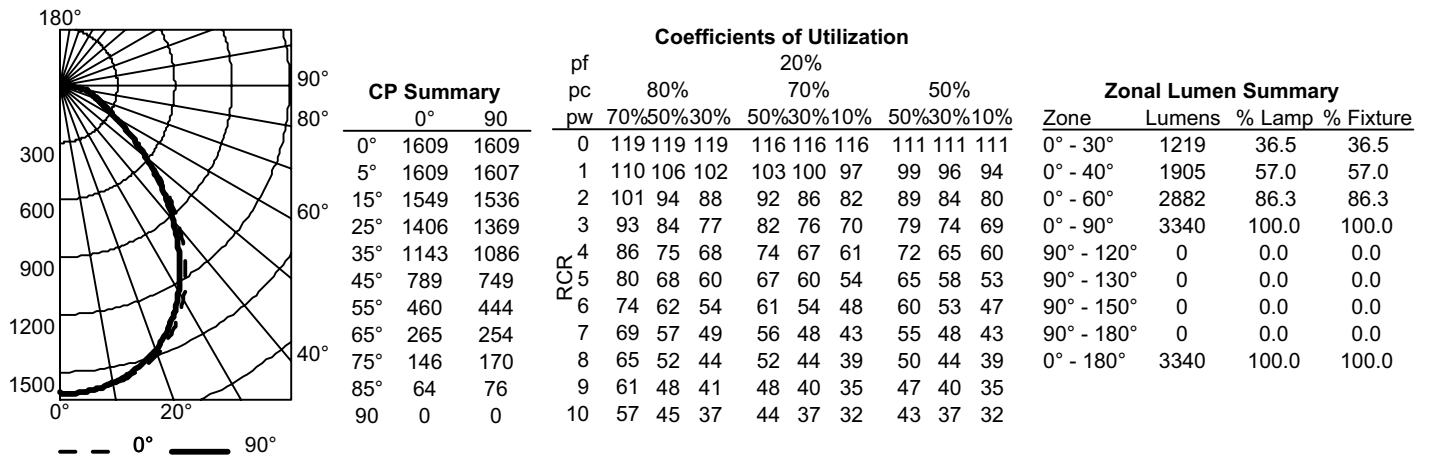 180°
90°
80°
60°
40°
300
600
900
1200
1500
0° 20°
0° 90°
CP Summary
0° 90
0° 1609 1609
5° 1609 1607
15° 1549 1536
25° 1406 1369
35° 1143 1086
45° 789 749
55° 460 444
65° 265 254
75° 146 170
85° 64 76
90 0 0
Coefficients of Utilization
pf 20%
pc 80% 70% 50%
pw 70%50%30% 50%30%10% 50%30%10%
RCR
0 119 119 119 116 116 116 111 111 111
1 110 106 102 103 100 97 99 96 94
2 101 94 88 92 86 82 89 84 80
3 93 84 77 82 76 70 79 74 69
4 86 75 68 74 67 61 72 65 60
5 80 68 60 67 60 54 65 58 53
6 74 62 54 61 54 48 60 53 47
7 69 57 49 56 48 43 55 48 43
8 65 52 44 52 44 39 50 44 39
9 61 48 41 48 40 35 47 40 35
10 57 45 37 44 37 32 43 37 32
Zonal Lumen Summary
Zone Lumens % Lamp % Fixture
0° - 30° 1219 36.5 36.5
0° - 40° 1905 57.0 57.0
0° - 60° 2882 86.3 86.3
0° - 90° 3340 100.0 100.0
90° - 120° 0 0.0 0.0
90° - 130° 0 0.0 0.0
90° - 150° 0 0.0 0.0
90° - 180° 0 0.0 0.0
0° - 180° 3340 100.0 100.0